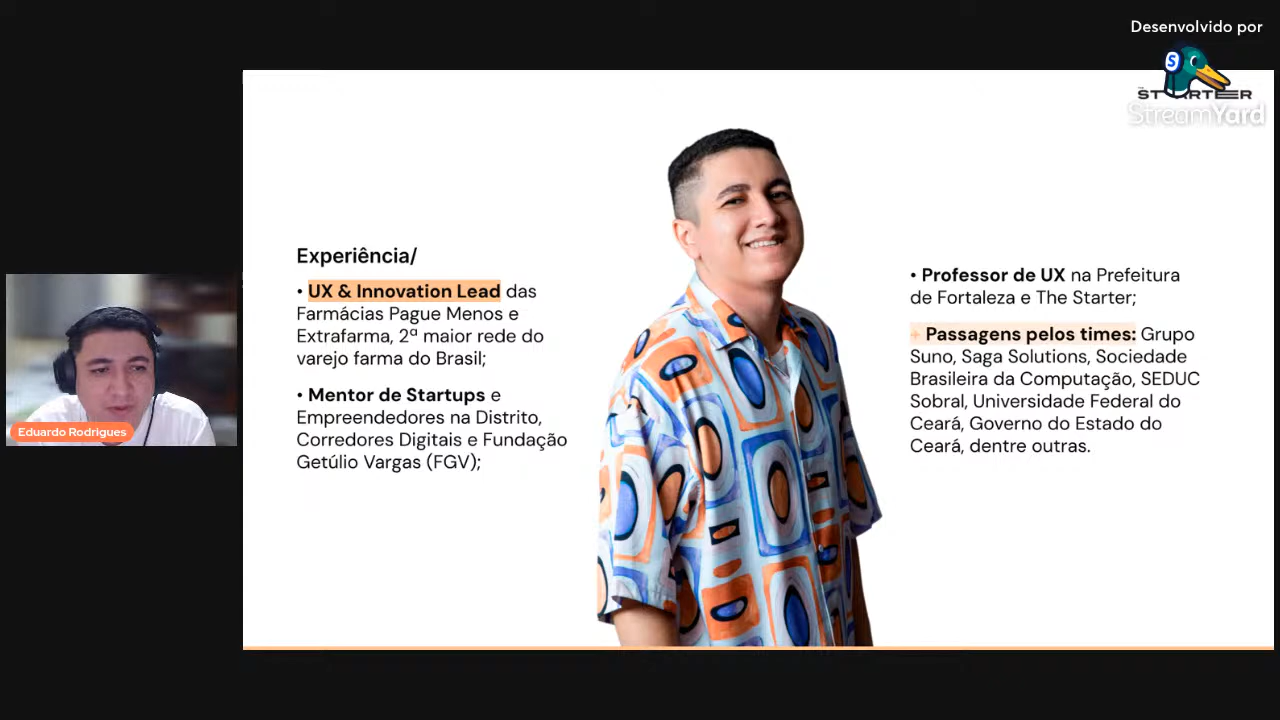 Desenvolvido por
StreamYard
Experiência/
• UX & Innovation Lead das
Farmácias Pague Menos e
Extrafarma, 2ª maior rede do
varejo farma do Brasil;
• Mentor de Startups e
Empreendedores na Distrito,
Corredores Digitais e Fundação
Getúlio Vargas (FGV);
• Professor de UX na Prefeitura
de Fortaleza e The Starter;
+ Passagens pelos times: Grupo
Suno, Saga Solutions, Sociedade
Brasileira da Computação, SEDUC
Sobral, Universidade Federal do
Ceará, Governo do Estado do
Ceará, dentre outras.
Eduardo Rodrigues